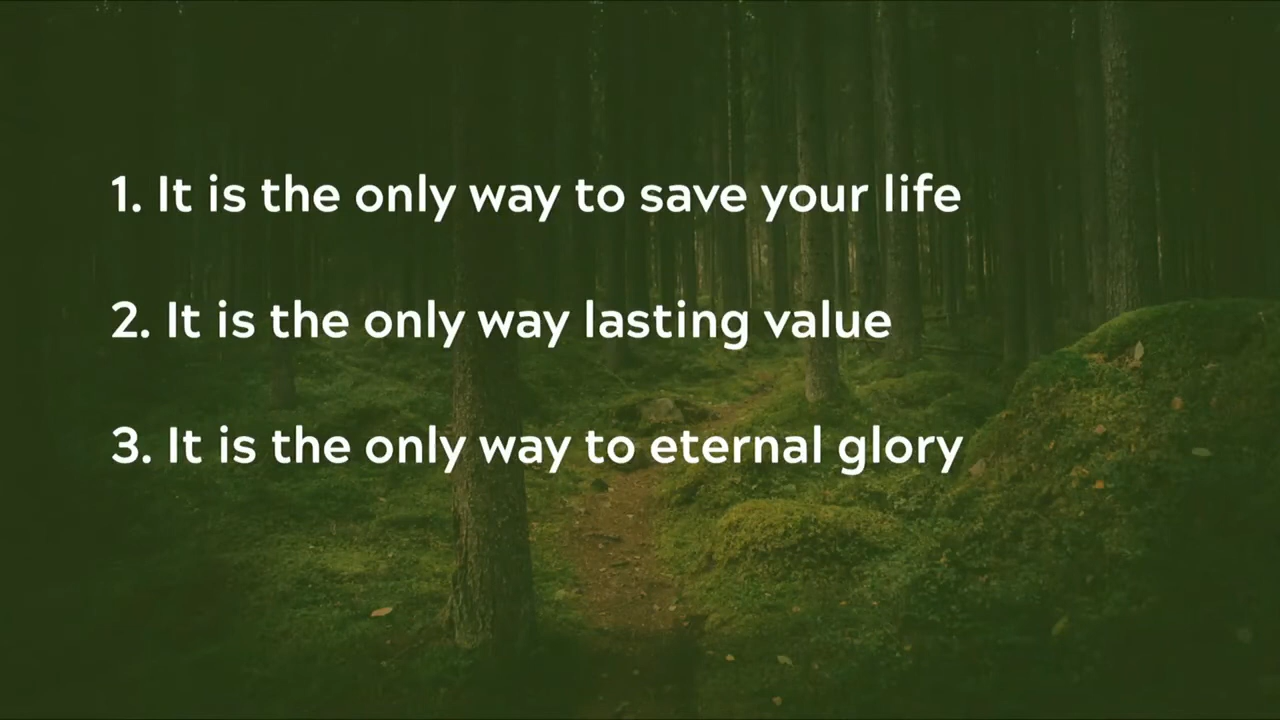 1. It is the only way to save your life
2. It is the only way lasting value
3. It is the only way to eternal glory